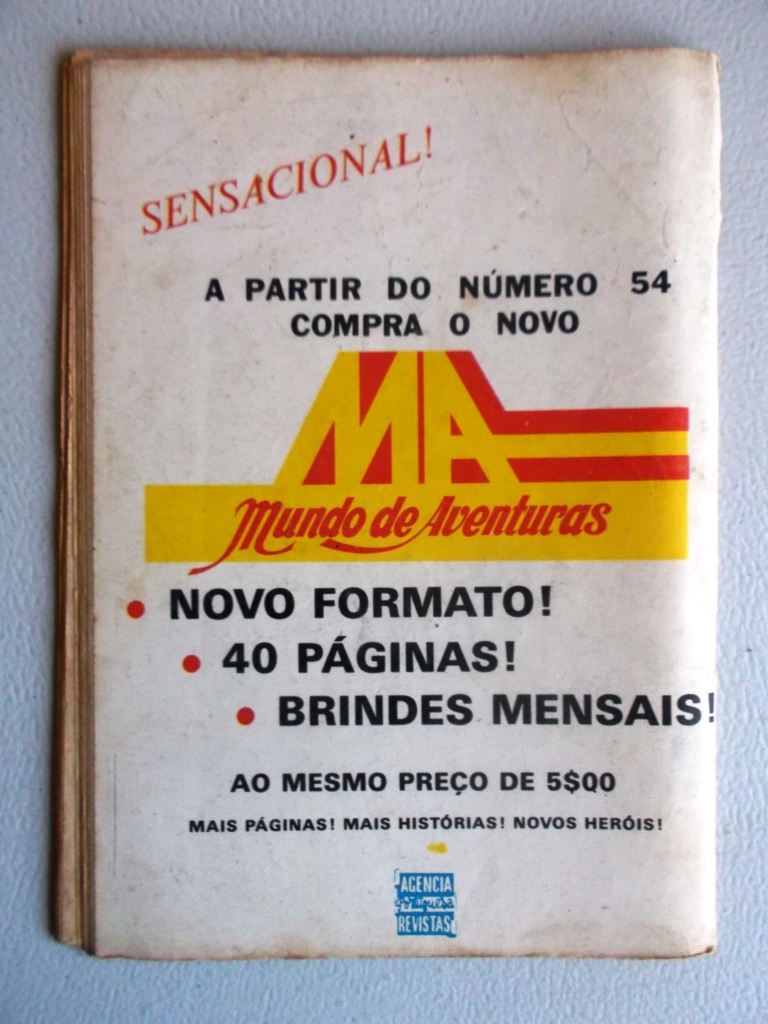 SENSACIONAL!
A PARTIR DO NÚMERO 54
COMPRA O NOVO
MA
Mundo de Aventuras
• NOVO FORMATO!
• 40 PÁGINAS!
• BRINDES MENSAIS!
AO MESMO PREÇO DE 5$00
MAIS PÁGINAS! MAIS HISTÓRIAS! NOVOS HERÓIS!
AGENCIA
Portuguesa
REVISTAS